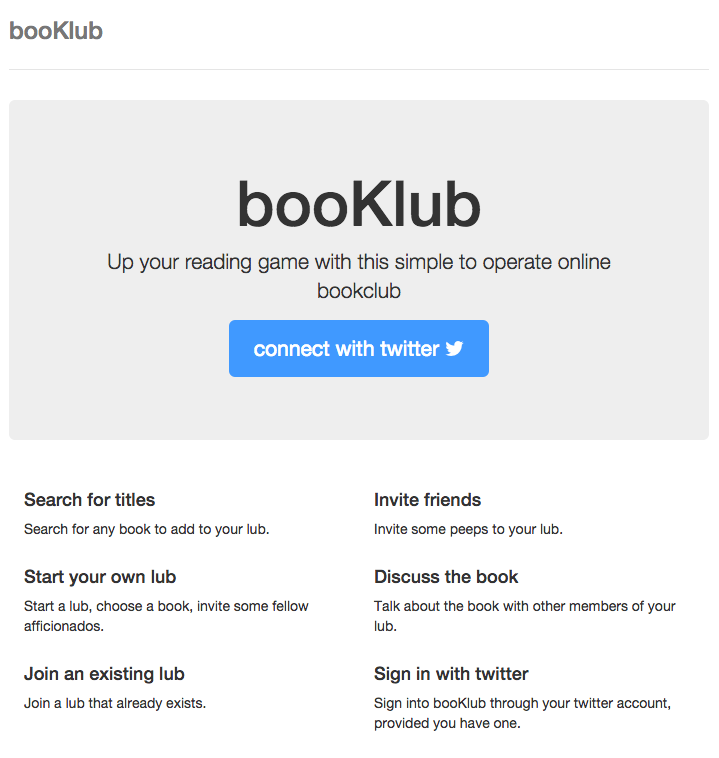 booKlub
booKlub
Up your reading game with this simple to operate online
bookclub
connect with twitter
Search for titles
Search for any book to add to your lub.
Start your own lub
Start a lub, choose a book, invite some fellow
afficionados.
Join an existing lub
Join a lub that already exists.
Invite friends
Invite some peeps to your lub.
Discuss the book
Talk about the book with other members of your
lub.
Sign in with twitter
Sign into booKlub through your twitter account,
provided you have one.